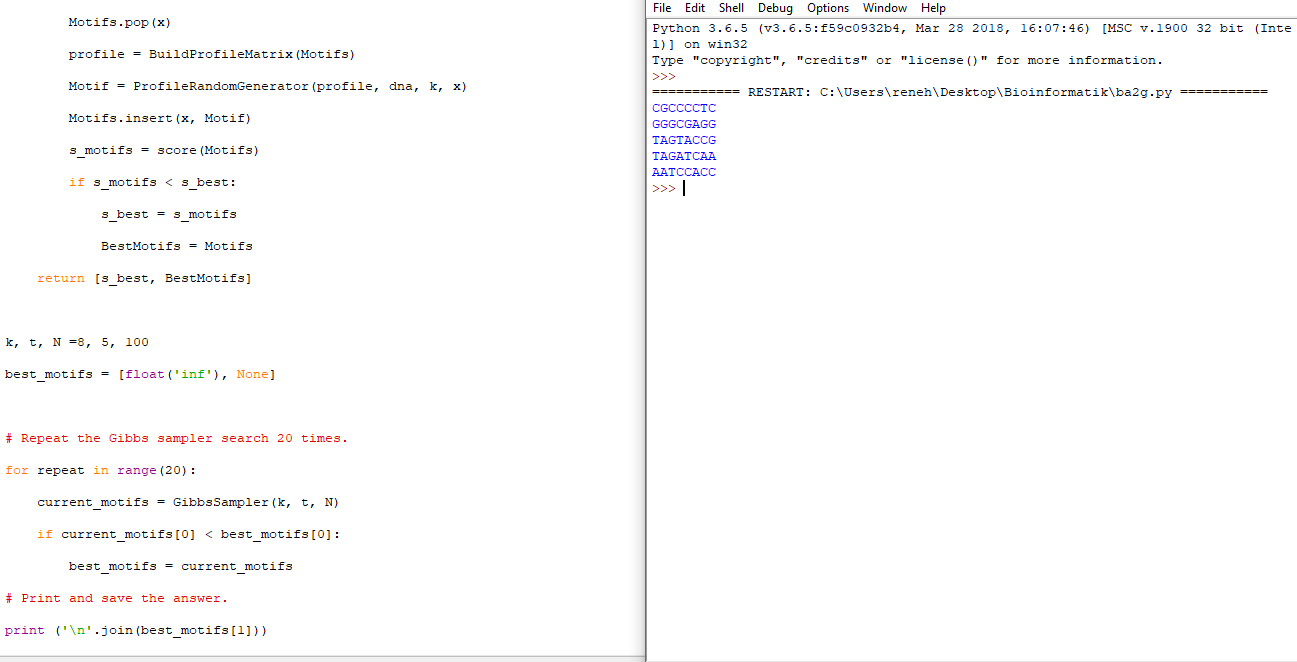 Motifs.pop(x)
        profile = BuildProfileMatrix(Motifs)
        Motif = ProfileRandomGenerator(profile, dna, k, x)
        Motifs.insert(x, Motif)
        s_motifs = score(Motifs)
        if s_motifs < s_best:
            s_best = s_motifs
            BestMotifs = Motifs
    return [s_best, BestMotifs]
k, t, N =8, 5, 100
best_motifs = [float('inf'), None]
# Repeat the Gibbs sampler search 20 times.
for repeat in range(20):
    current_motifs = GibbsSampler(k, t, N)
    if current_motifs[0] < best_motifs[0]:
        best_motifs = current_motifs
# Print and save the answer.
print ('\n'.join(best_motifs[1]))
File Edit Shell Debug Options Window Help
Python 3.6.5 (v3.6.5:f59c0932b4, Mar 28 2018, 16:07:46) [MSC v.1900 32 bit (Inte
l)] on win32
Type "copyright", "credits" or "license()" for more information.
>>>
=========== RESTART: C:\Users\reneh\Desktop\Bioinformatik\ba2g.py ===========
CGCCCCTC
GGGCGAGG
TAGTACCG
TAGATCAA
AATCCACC
>>>